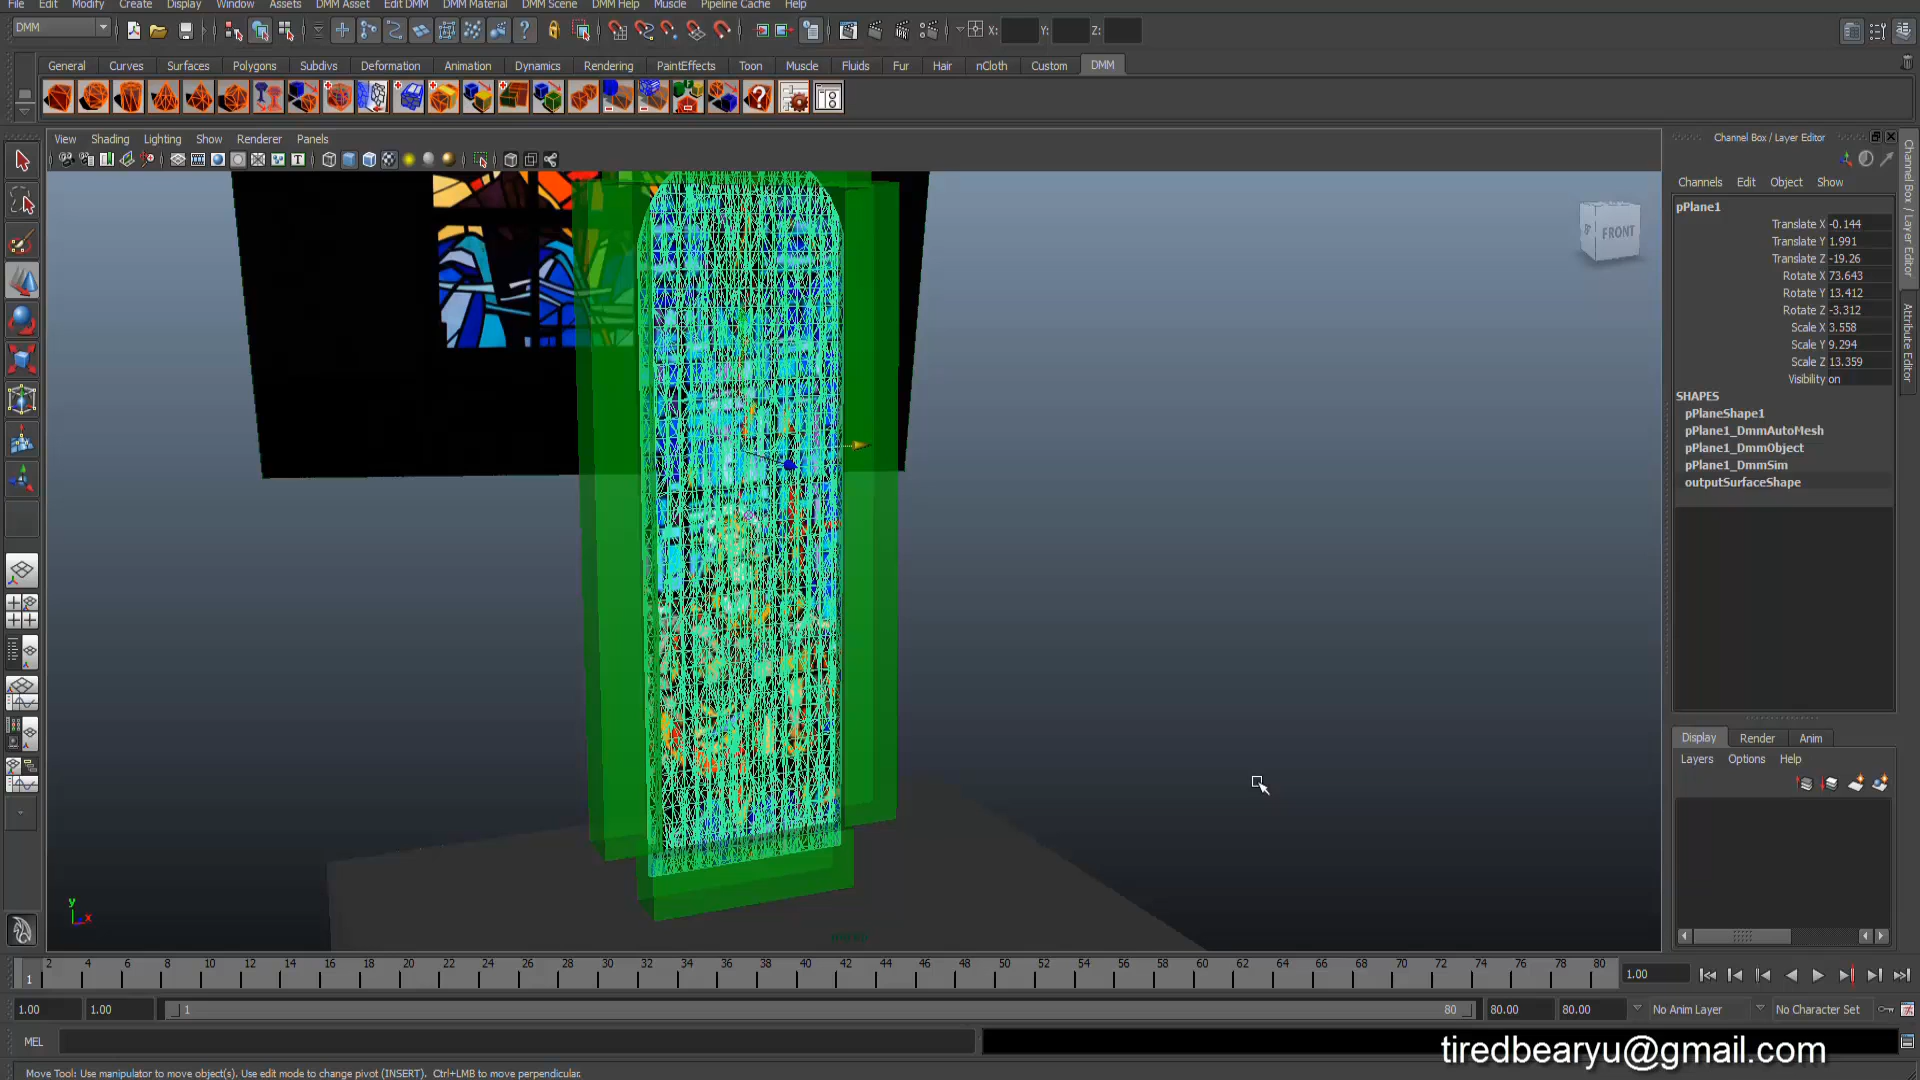 File Edit Modify Create Display Window Assets DMM Asset Edit DMM DMM Material DMM Scene DMM Help Muscle Pipeline Cache Help
DMM X: Y: Z:
General Curves Surfaces Polygons Subdivs Deformation Animation Dynamics Rendering PaintEffects Toon Muscle Fluids Fur Hair nCloth Custom DMM
View Shading Lighting Show Renderer Panels
Channel Box / Layer Editor
Channels Edit Object Show
pPlane1
Translate X -0.144
Translate Y 1.991
Translate Z -19.26
Rotate X 73.643
Rotate Y 13.412
Rotate Z -3.312
Scale X 3.558
Scale Y 9.294
Scale Z 13.359
Visibility on
SHAPES
pPlaneShape1
pPlane1_DmmAutoMesh
pPlane1_DmmObject
pPlane1_DmmSim
outputSurfaceShape
Channel Box / Layer Editor
Attribute Editor
FRONT
Display Render Anim
Layers Options Help
y
x
2 4 6 8 10 12 14 16 18 20 22 24 26 28 30 32 34 36 38 40 42 44 46 48 50 52 54 56 58 60 62 64 66 68 70 72 74 76 78 80
1 1.00
1.00 1.00 1 80 80.00 80.00 No Anim Layer No Character Set
MEL
tiredbearyu@gmail.com
Move Tool: Use manipulator to move object(s). Use edit mode to change pivot (INSERT). Ctrl+LMB to move perpendicular.